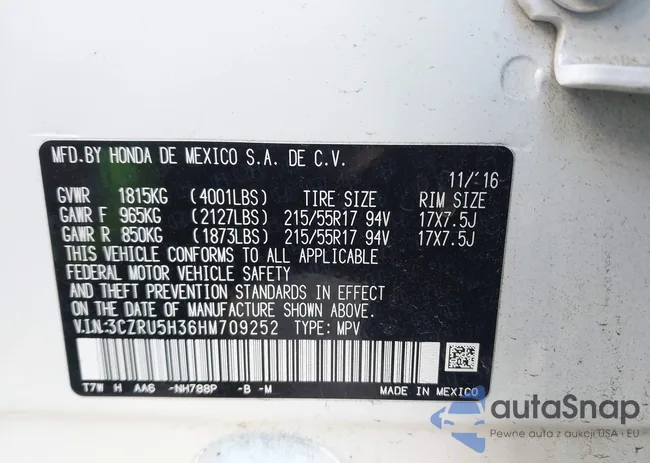 MFD.BY HONDA DE MEXICO S.A. DE C.V.
11/'16
GVWR 1815KG (4001LBS) TIRE SIZE RIM SIZE
GAWR F 965KG (2127LBS) 215/55R17 94V 17X7.5J
GAWR R 850KG (1873LBS) 215/55R17 94V 17X7.5J
THIS VEHICLE CONFORMS TO ALL APPLICABLE
FEDERAL MOTOR VEHICLE SAFETY
AND THEFT PREVENTION STANDARDS IN EFFECT
ON THE DATE OF MANUFACTURE SHOWN ABOVE.
V.I.N.:3CZRU5H36HM709252 TYPE: MPV
T7W H AA6 -NH788P -B -M
MADE IN MEXICO
autaSnap
Pewne auta z aukcji USA i EU